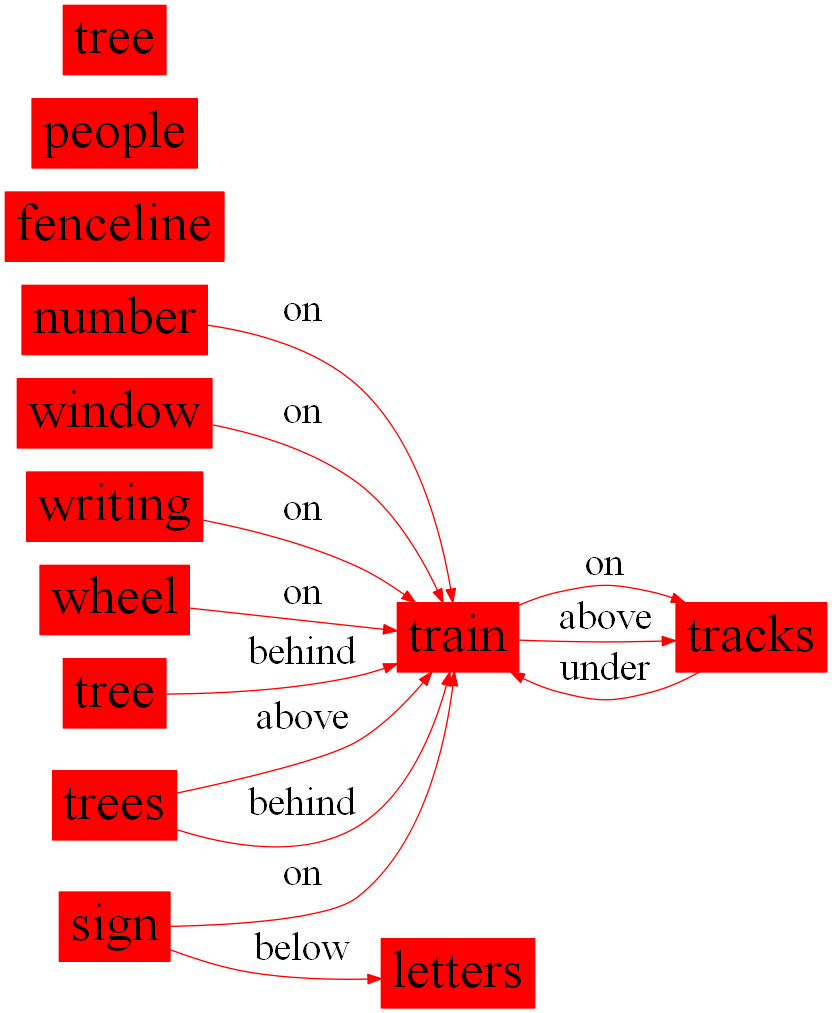 tree
people
fenceline
number
on
window
on
writing
on
wheel
on
tree
behind
trees
above
behind
sign
on
below
train
on
above
under
tracks
letters